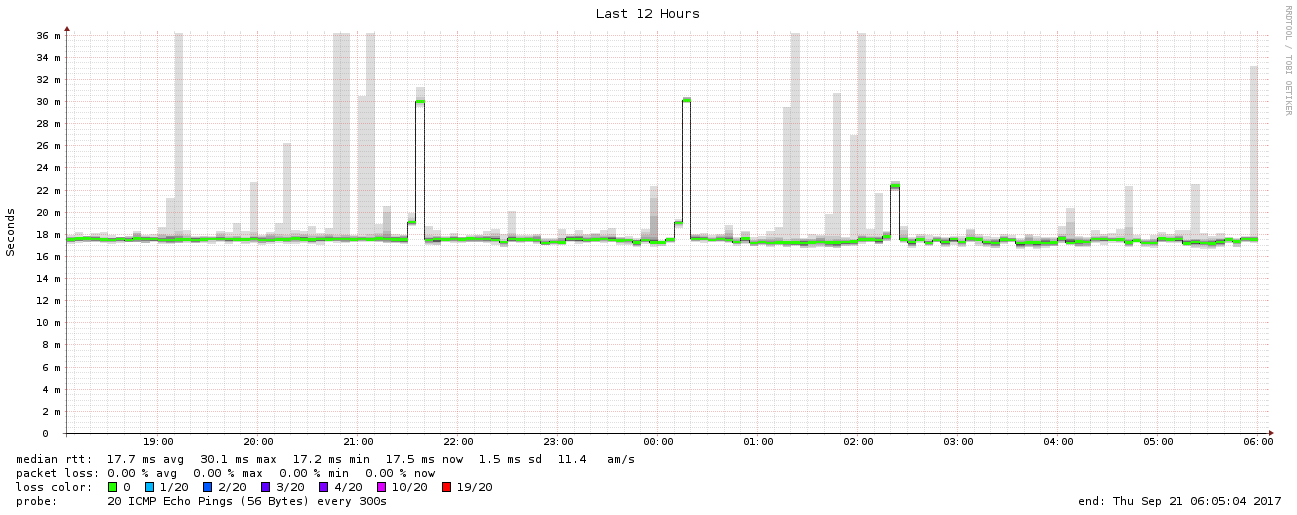 Last 12 Hours
RRDTOOL / TOBI OETIKER
Seconds
36 m
34 m
32 m
30 m
28 m
26 m
24 m
22 m
20 m
18 m
16 m
14 m
12 m
10 m
8 m
6 m
4 m
2 m
0
19:00 20:00 21:00 22:00 23:00 00:00 01:00 02:00 03:00 04:00 05:00 06:00
median rtt: 17.7 ms avg 30.1 ms max 17.2 ms min 17.5 ms now 1.5 ms sd 11.4 am/s
packet loss: 0.00 % avg 0.00 % max 0.00 % min 0.00 % now
loss color: 0 1/20 2/20 3/20 4/20 10/20 19/20
probe: 20 ICMP Echo Pings (56 Bytes) every 300s end: Thu Sep 21 06:05:04 2017